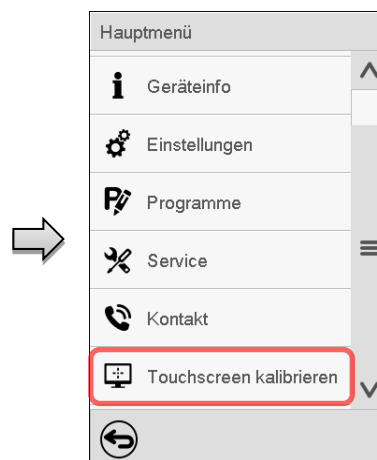 Hauptmenü
Geräteinfo
Einstellungen
Programme
Service
Kontakt
Touchscreen kalibrieren